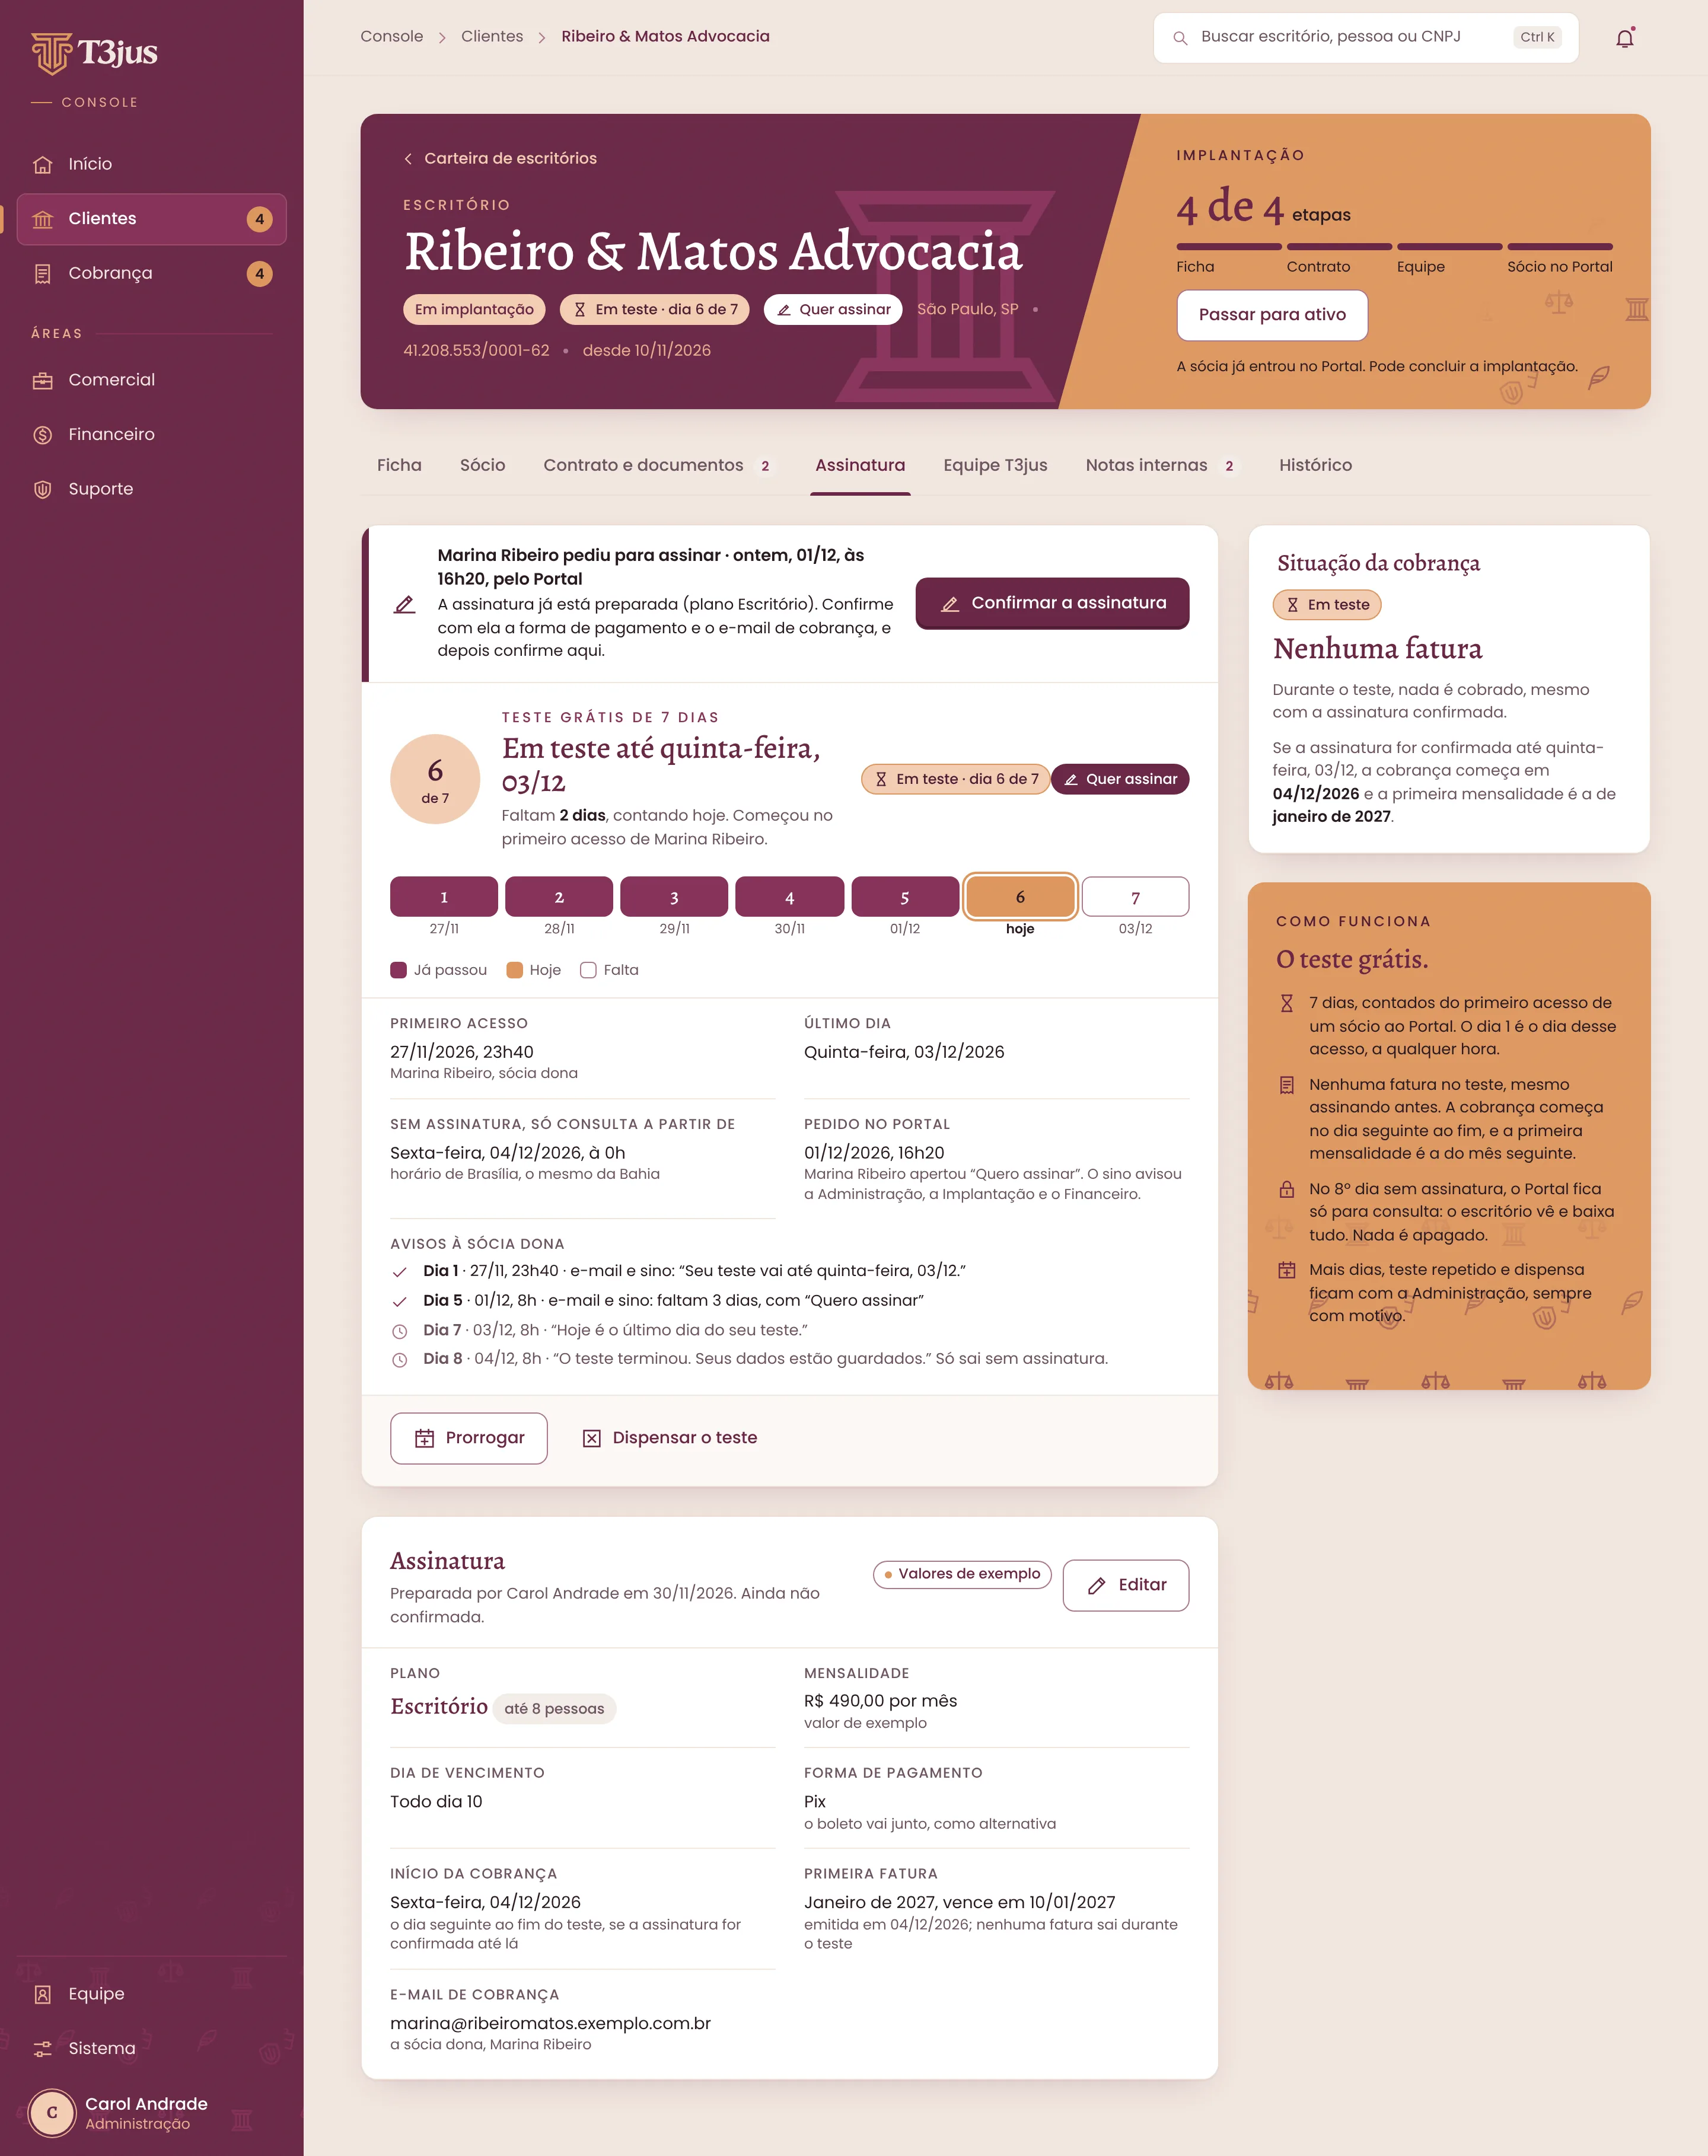 T3jus
CONSOLE
Início
Clientes
4
Cobrança
4
ÁREAS
Comercial
Financeiro
Suporte
Equipe
Sistema
C
Carol Andrade
Administração
Console
Clientes
Ribeiro & Matos Advocacia
Buscar escritório, pessoa ou CNPJ
Ctrl K
Carteira de escritórios
ESCRITÓRIO
Ribeiro & Matos Advocacia
Em implantação
Em teste · dia 6 de 7
Quer assinar
São Paulo, SP •
41.208.553/0001-62 • desde 10/11/2026
IMPLANTAÇÃO
4 de 4 etapas
Ficha
Contrato
Equipe
Sócio no Portal
Passar para ativo
A sócia já entrou no Portal. Pode concluir a implantação.
Ficha
Sócio
Contrato e documentos 2
Assinatura
Equipe T3jus
Notas internas 2
Histórico
Marina Ribeiro pediu para assinar · ontem, 01/12, às
16h20, pelo Portal
A assinatura já está preparada (plano Escritório). Confirme
com ela a forma de pagamento e o e-mail de cobrança, e
depois confirme aqui.
Confirmar a assinatura
6
de 7
TESTE GRÁTIS DE 7 DIAS
Em teste até quinta-feira,
03/12
Faltam 2 dias, contando hoje. Começou no
primeiro acesso de Marina Ribeiro.
Em teste · dia 6 de 7
Quer assinar
1
2
3
4
5
6
7
27/11
28/11
29/11
30/11
01/12
hoje
03/12
Já passou
Hoje
Falta
PRIMEIRO ACESSO
27/11/2026, 23h40
Marina Ribeiro, sócia dona
ÚLTIMO DIA
Quinta-feira, 03/12/2026
SEM ASSINATURA, SÓ CONSULTA A PARTIR DE
Sexta-feira, 04/12/2026, à 0h
horário de Brasília, o mesmo da Bahia
PEDIDO NO PORTAL
01/12/2026, 16h20
Marina Ribeiro apertou “Quero assinar”. O sino avisou
a Administração, a Implantação e o Financeiro.
AVISOS À SÓCIA DONA
Dia 1 · 27/11, 23h40 · e-mail e sino: “Seu teste vai até quinta-feira, 03/12.”
Dia 5 · 01/12, 8h · e-mail e sino: faltam 3 dias, com “Quero assinar”
Dia 7 · 03/12, 8h · “Hoje é o último dia do seu teste.”
Dia 8 · 04/12, 8h · “O teste terminou. Seus dados estão guardados.” Só sai sem assinatura.
Prorrogar
Dispensar o teste
Assinatura
Preparada por Carol Andrade em 30/11/2026. Ainda não
confirmada.
Valores de exemplo
Editar
PLANO
Escritório até 8 pessoas
MENSALIDADE
R$ 490,00 por mês
valor de exemplo
DIA DE VENCIMENTO
Todo dia 10
FORMA DE PAGAMENTO
Pix
o boleto vai junto, como alternativa
INÍCIO DA COBRANÇA
Sexta-feira, 04/12/2026
o dia seguinte ao fim do teste, se a assinatura for
confirmada até lá
PRIMEIRA FATURA
Janeiro de 2027, vence em 10/01/2027
emitida em 04/12/2026; nenhuma fatura sai durante
o teste
E-MAIL DE COBRANÇA
marina@ribeiromatos.exemplo.com.br
a sócia dona, Marina Ribeiro
Situação da cobrança
Em teste
Nenhuma fatura
Durante o teste, nada é cobrado, mesmo
com a assinatura confirmada.
Se a assinatura for confirmada até quinta-
feira, 03/12, a cobrança começa em
04/12/2026 e a primeira mensalidade é a de
janeiro de 2027.
COMO FUNCIONA
O teste grátis.
7 dias, contados do primeiro acesso de
um sócio ao Portal. O dia 1 é o dia desse
acesso, a qualquer hora.
Nenhuma fatura no teste, mesmo
assinando antes. A cobrança começa
no dia seguinte ao fim, e a primeira
mensalidade é a do mês seguinte.
No 8º dia sem assinatura, o Portal fica
só para consulta: o escritório vê e baixa
tudo. Nada é apagado.
Mais dias, teste repetido e dispensa
ficam com a Administração, sempre
com motivo.